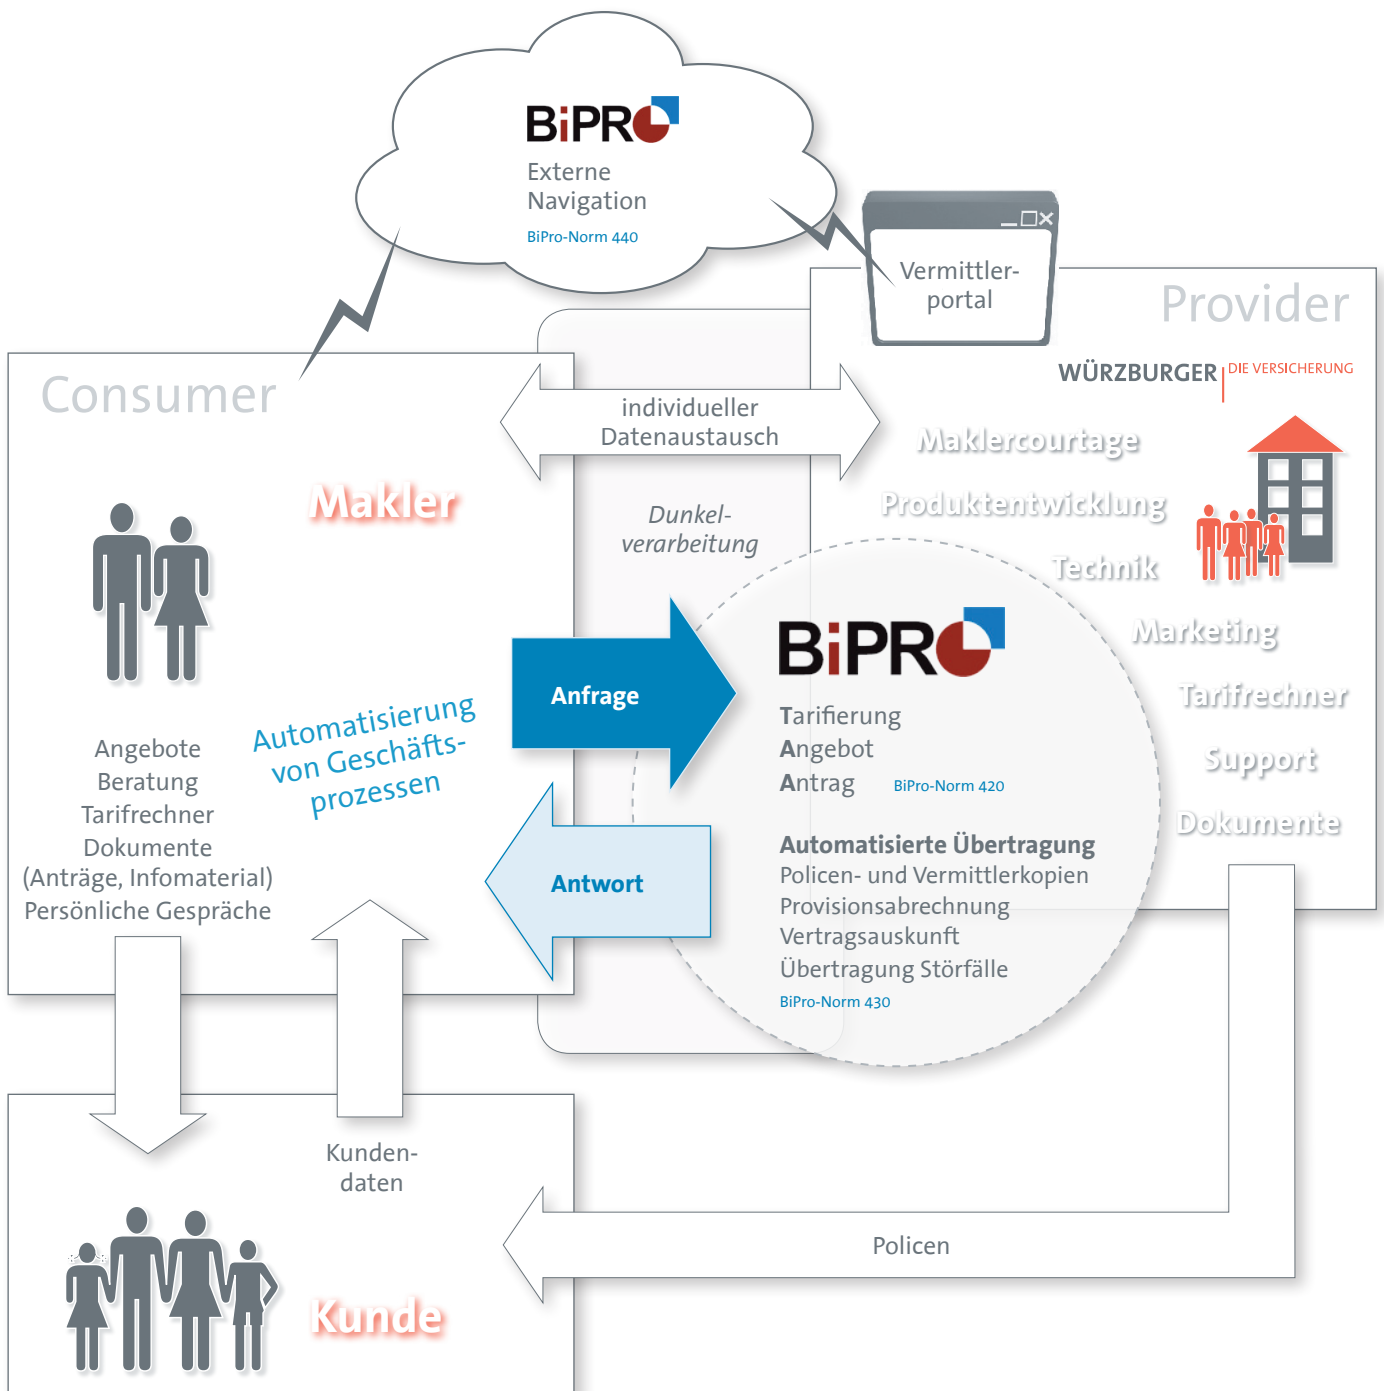 BiPRO
Externe
Navigation
BiPro-Norm 440
Vermittler-
portal
Provider
WÜRZBURGER DIE VERSICHERUNG
Consumer
individueller
Datenaustausch
Maklercourtage
Makler
Produktentwicklung
Dunkel-
verarbeitung
Technik
Marketing
Tarifrechner
Support
Dokumente
Anfrage
Antwort
BiPRO
Tarifierung
Angebot
Antrag BiPro-Norm 420
Automatisierte Übertragung
Policen- und Vermittlerkopien
Provisionsabrechnung
Vertragsauskunft
Übertragung Störfälle
BiPro-Norm 430
Automatisierung
von Geschäfts-
prozessen
Angebote
Beratung
Tarifrechner
Dokumente
(Anträge, Infomaterial)
Persönliche Gespräche
Kunden-
daten
Policen
Kunde